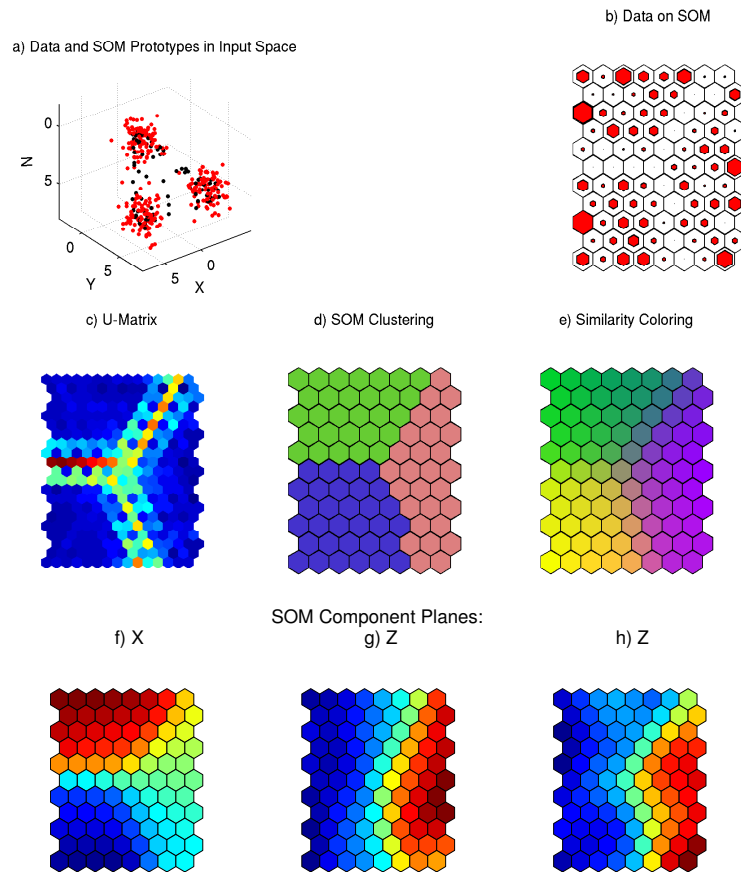 b) Data on SOM
a) Data and SOM Prototypes in Input Space
0
N
5
0
5
Y
5
0
X
c) U-Matrix
d) SOM Clustering
e) Similarity Coloring
SOM Component Planes:
f) X
g) Z
h) Z